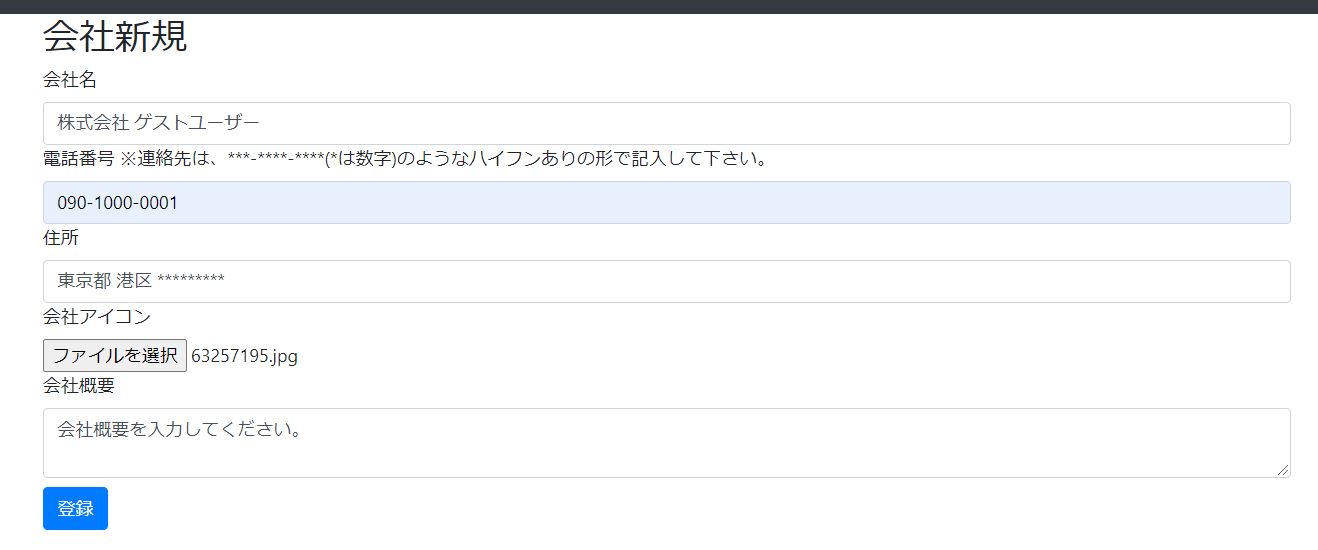 会社新規
会社名
株式会社 ゲストユーザー
電話番号 ※連絡先は、***-****-****(*は数字)のようなハイフンありの形で記入して下さい。
090-1000-0001
住所
東京都 港区 *********
会社アイコン
ファイルを選択 63257195.jpg
会社概要
会社概要を入力してください。
登録